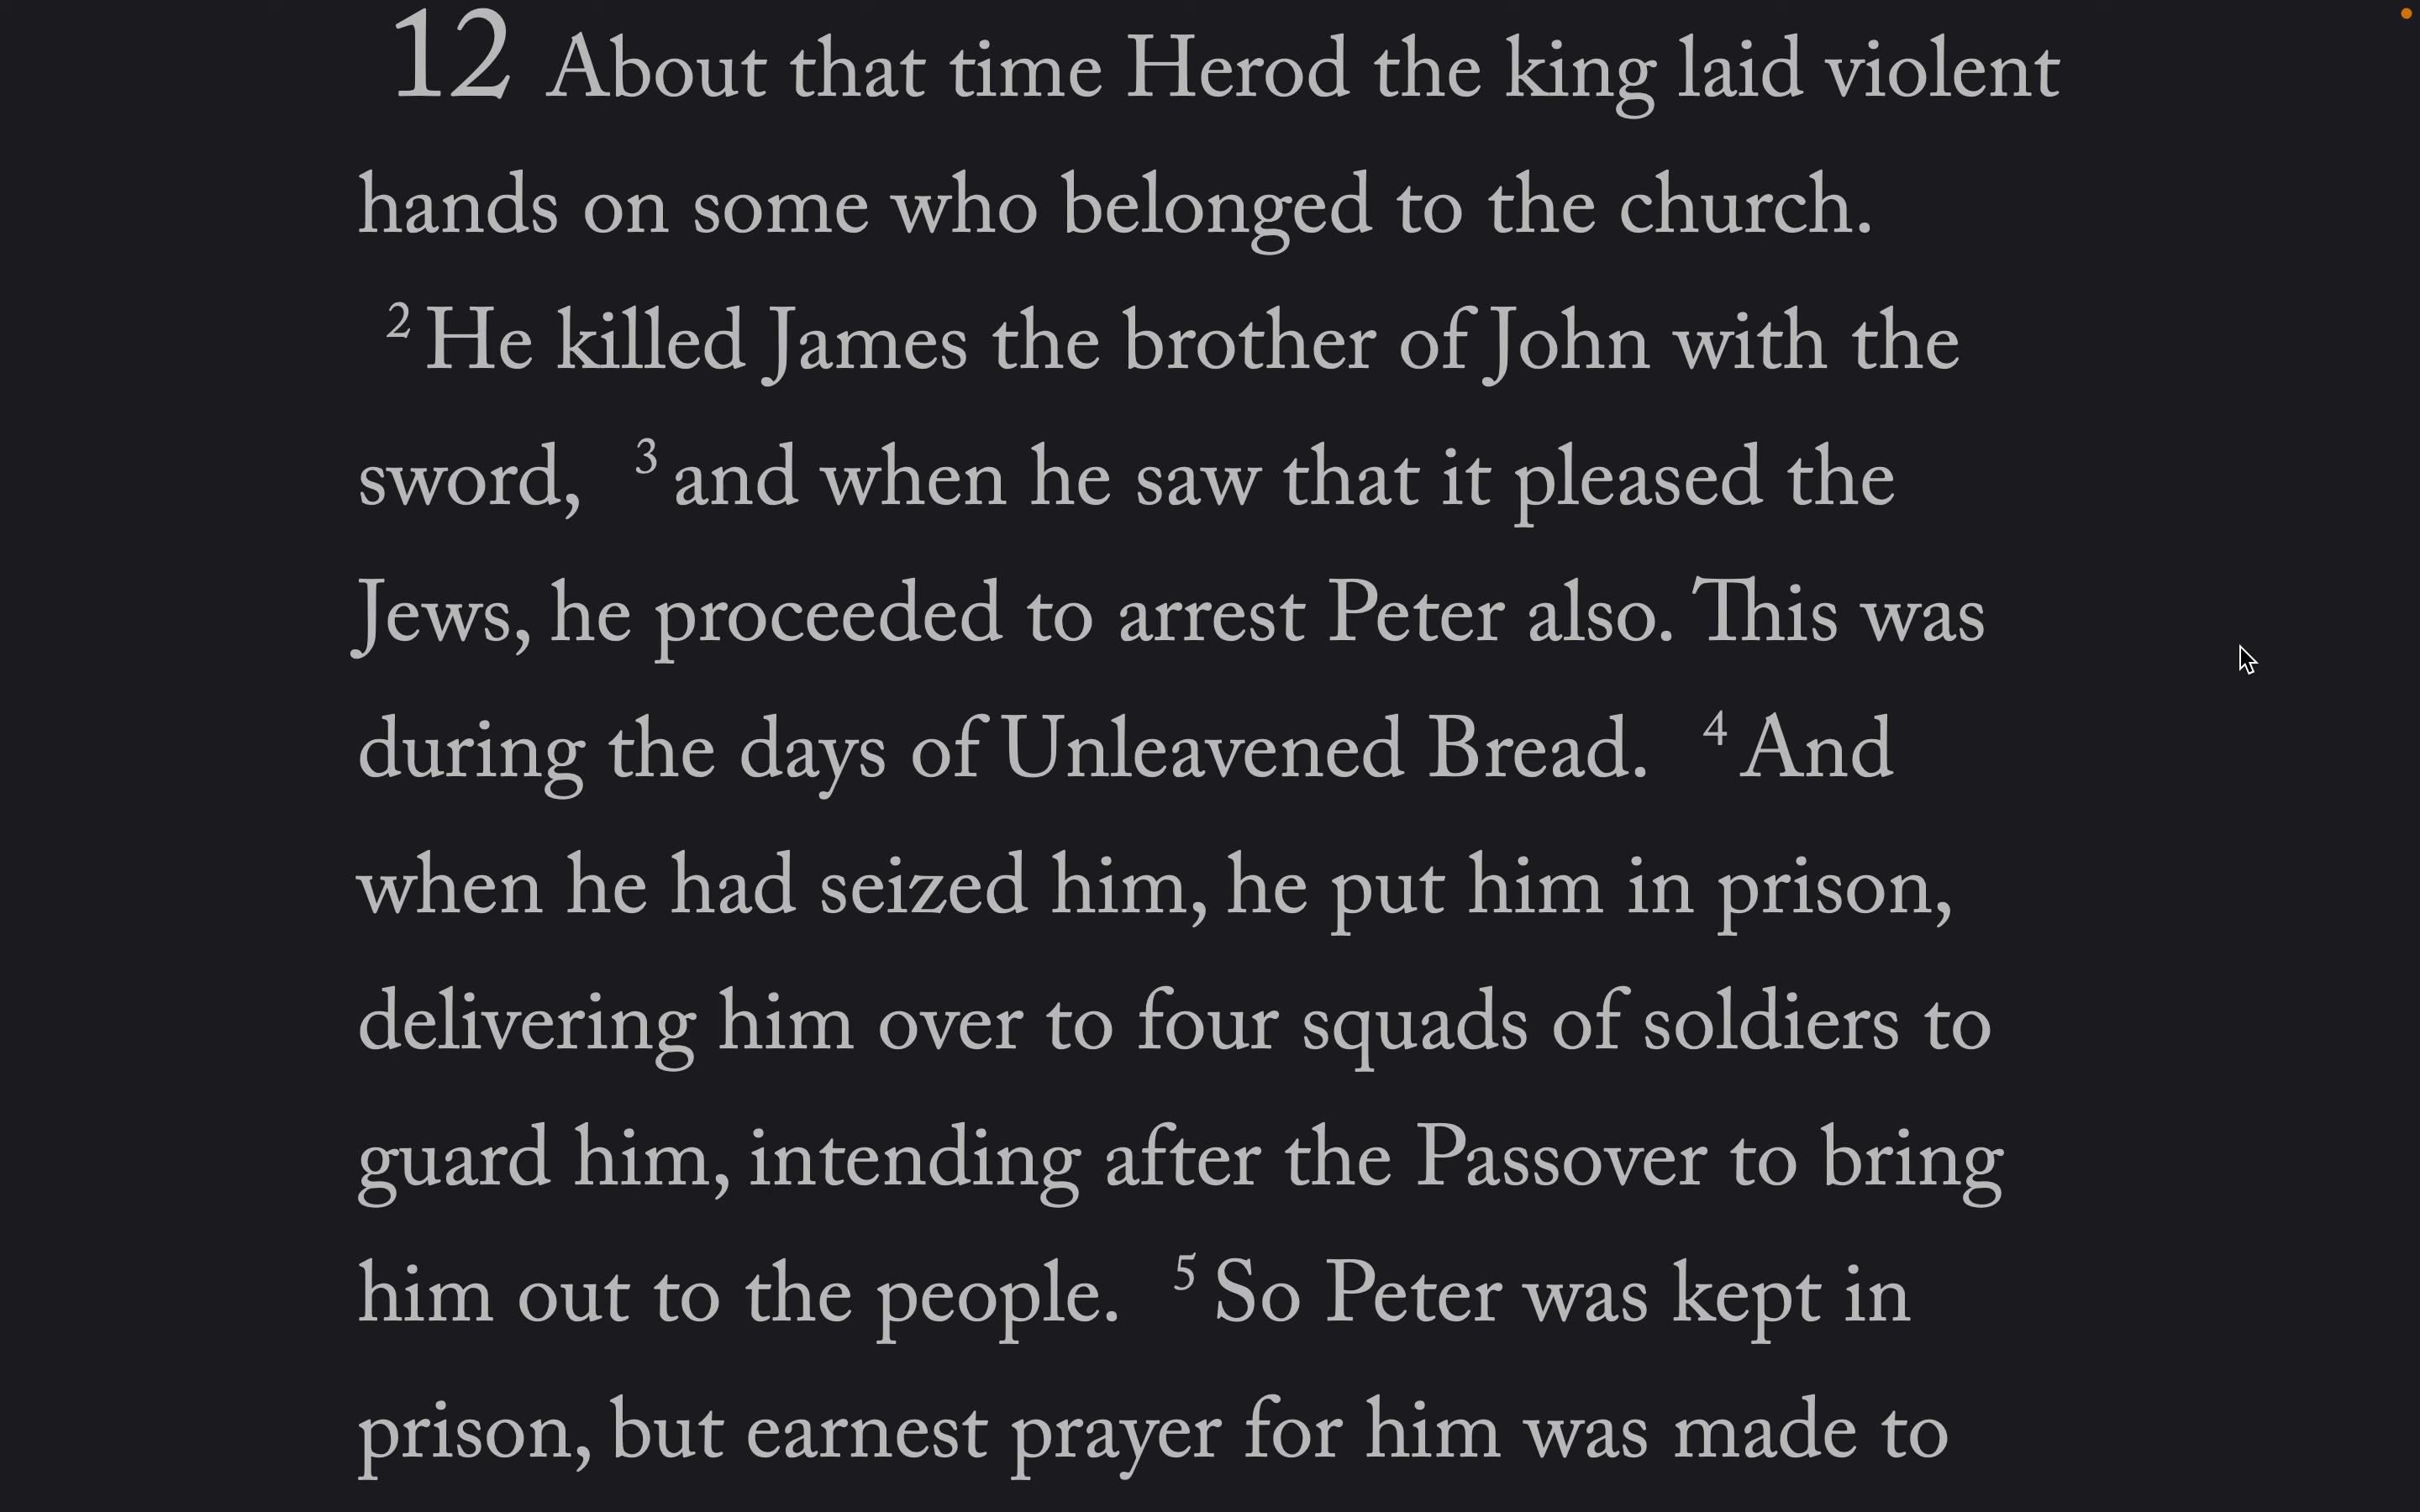 12 About that time Herod the king laid violent
hands on some who belonged to the church.
2 He killed James the brother of John with the
sword, 3 and when he saw that it pleased the
Jews, he proceeded to arrest Peter also. This was
during the days of Unleavened Bread. 4 And
when he had seized him, he put him in prison,
delivering him over to four squads of soldiers to
guard him, intending after the Passover to bring
him out to the people. 5 So Peter was kept in
prison, but earnest prayer for him was made to